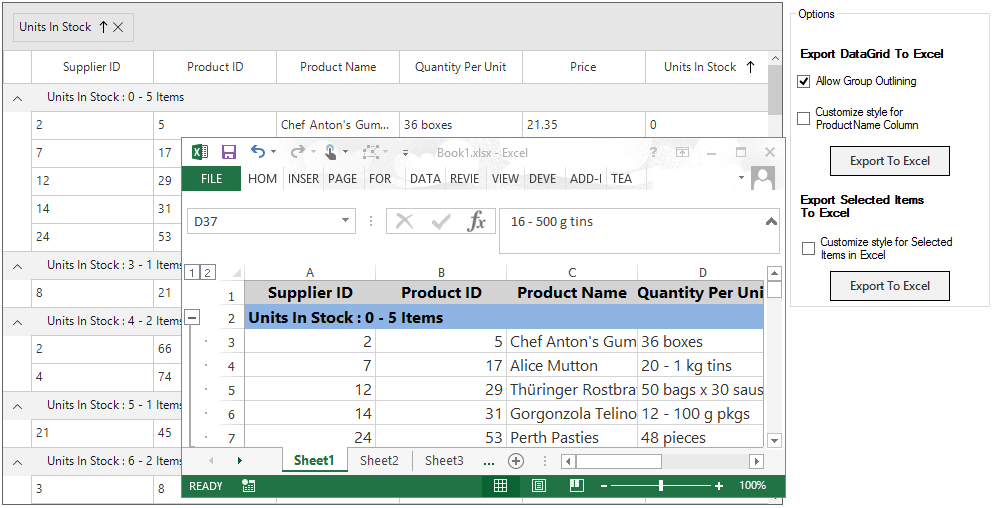 Units In Stock
Supplier ID Product ID Product Name Quantity Per Unit Price Units In Stock
Units In Stock : 0 - 5 Items
2 5 Chef Anton's Gum... 36 boxes 21.35 0
7 17
12 29
14 31
24 53
Units In Stock : 3 - 1 Items
8 21
Units In Stock : 4 - 2 Items
2 66
4 74
Units In Stock : 5 - 1 Items
21 45
Units In Stock : 6 - 2 Items
3 8
Book1.xlsx - Excel ?
FILE HOM INSER PAGE FOR DATA REVIE VIEW DEVE ADD-I TEA
D37 fx 16 - 500 g tins
1 2
A B C D
1 Supplier ID Product ID Product Name Quantity Per Uni
2 Units In Stock : 0 - 5 Items
3 2 5 Chef Anton's Gum 36 boxes
4 7 17 Alice Mutton 20 - 1 kg tins
5 12 29 Thüringer Rostbra 50 bags x 30 saus
6 14 31 Gorgonzola Telino 12 - 100 g pkgs
7 24 53 Perth Pasties 48 pieces
Sheet1 Sheet2 Sheet3 ...
READY 100%
Options
Export DataGrid To Excel
Allow Group Outlining
Customize style for
ProductName Column
Export To Excel
Export Selected Items
To Excel
Customize style for Selected
Items in Excel
Export To Excel